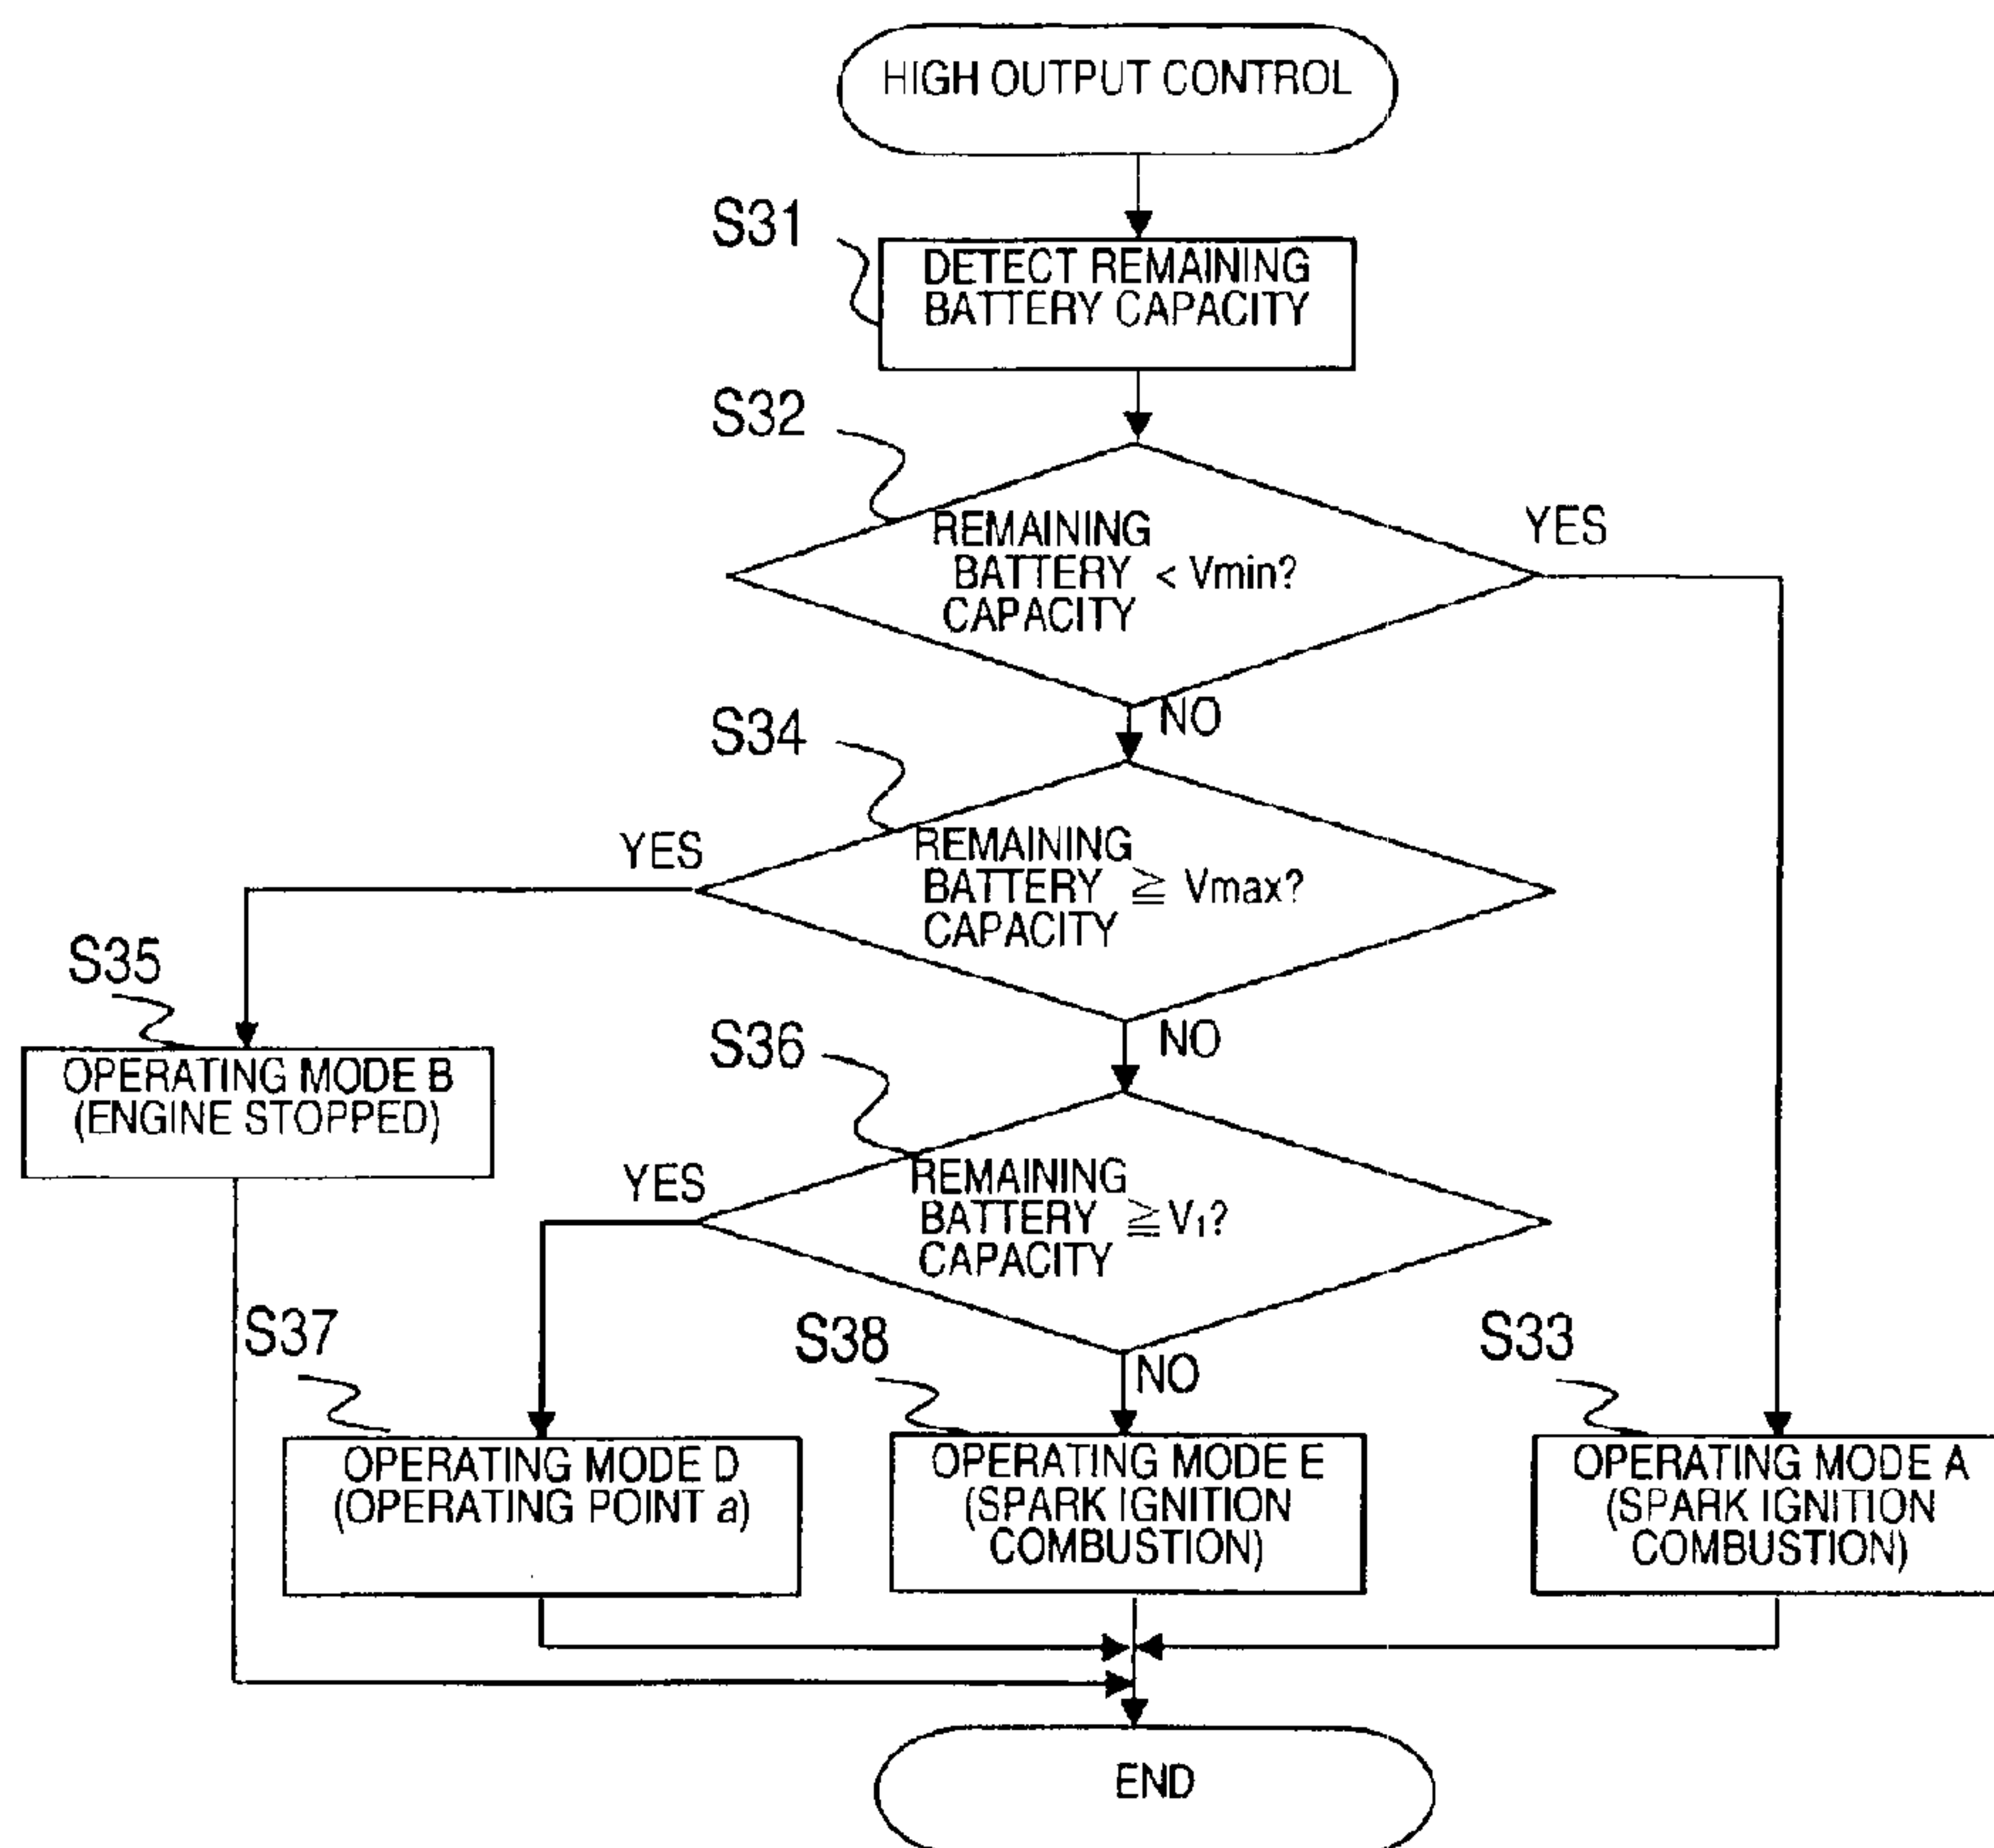 HIGH OUTPUT CONTROL
S31
DETECT REMAINING
BATTERY CAPACITY
S32
REMAINING
BATTERY < Vmin?
CAPACITY
YES
NO
S34
REMAINING
BATTERY ≧ Vmax?
CAPACITY
YES
NO
S35
OPERATING MODE B
(ENGINE STOPPED)
S36
REMAINING
BATTERY ≧ V₁?
CAPACITY
YES
NO
S37
OPERATING MODE D
(OPERATING POINT a)
S38
OPERATING MODE E
(SPARK IGNITION
COMBUSTION)
S33
OPERATING MODE A
(SPARK IGNITION
COMBUSTION)
END